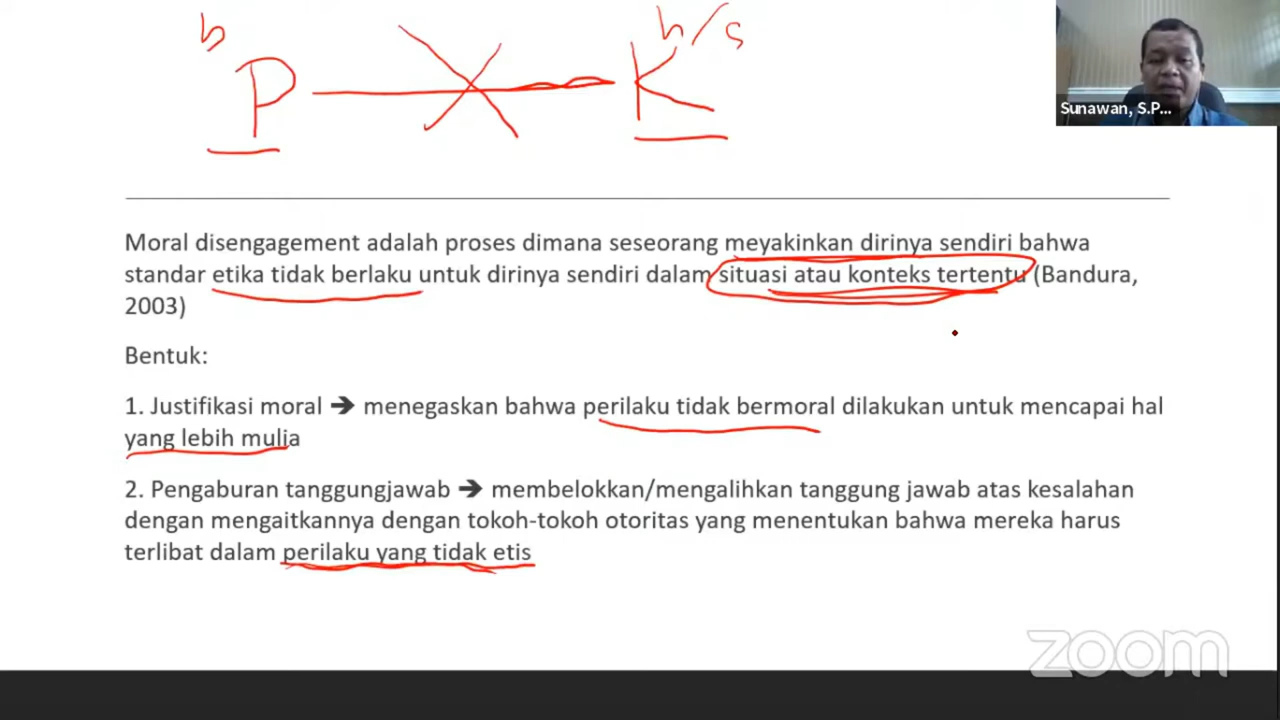 b
h/s
P
K
Sunawan, S.P...
Moral disengagement adalah proses dimana seseorang meyakinkan dirinya sendiri bahwa
standar etika tidak berlaku untuk dirinya sendiri dalam situasi atau konteks tertentu (Bandura,
2003)
Bentuk:
1. Justifikasi moral ➔ menegaskan bahwa perilaku tidak bermoral dilakukan untuk mencapai hal
yang lebih mulia
2. Pengaburan tanggungjawab ➔ membelokkan/mengalihkan tanggung jawab atas kesalahan
dengan mengaitkannya dengan tokoh-tokoh otoritas yang menentukan bahwa mereka harus
terlibat dalam perilaku yang tidak etis
zoom